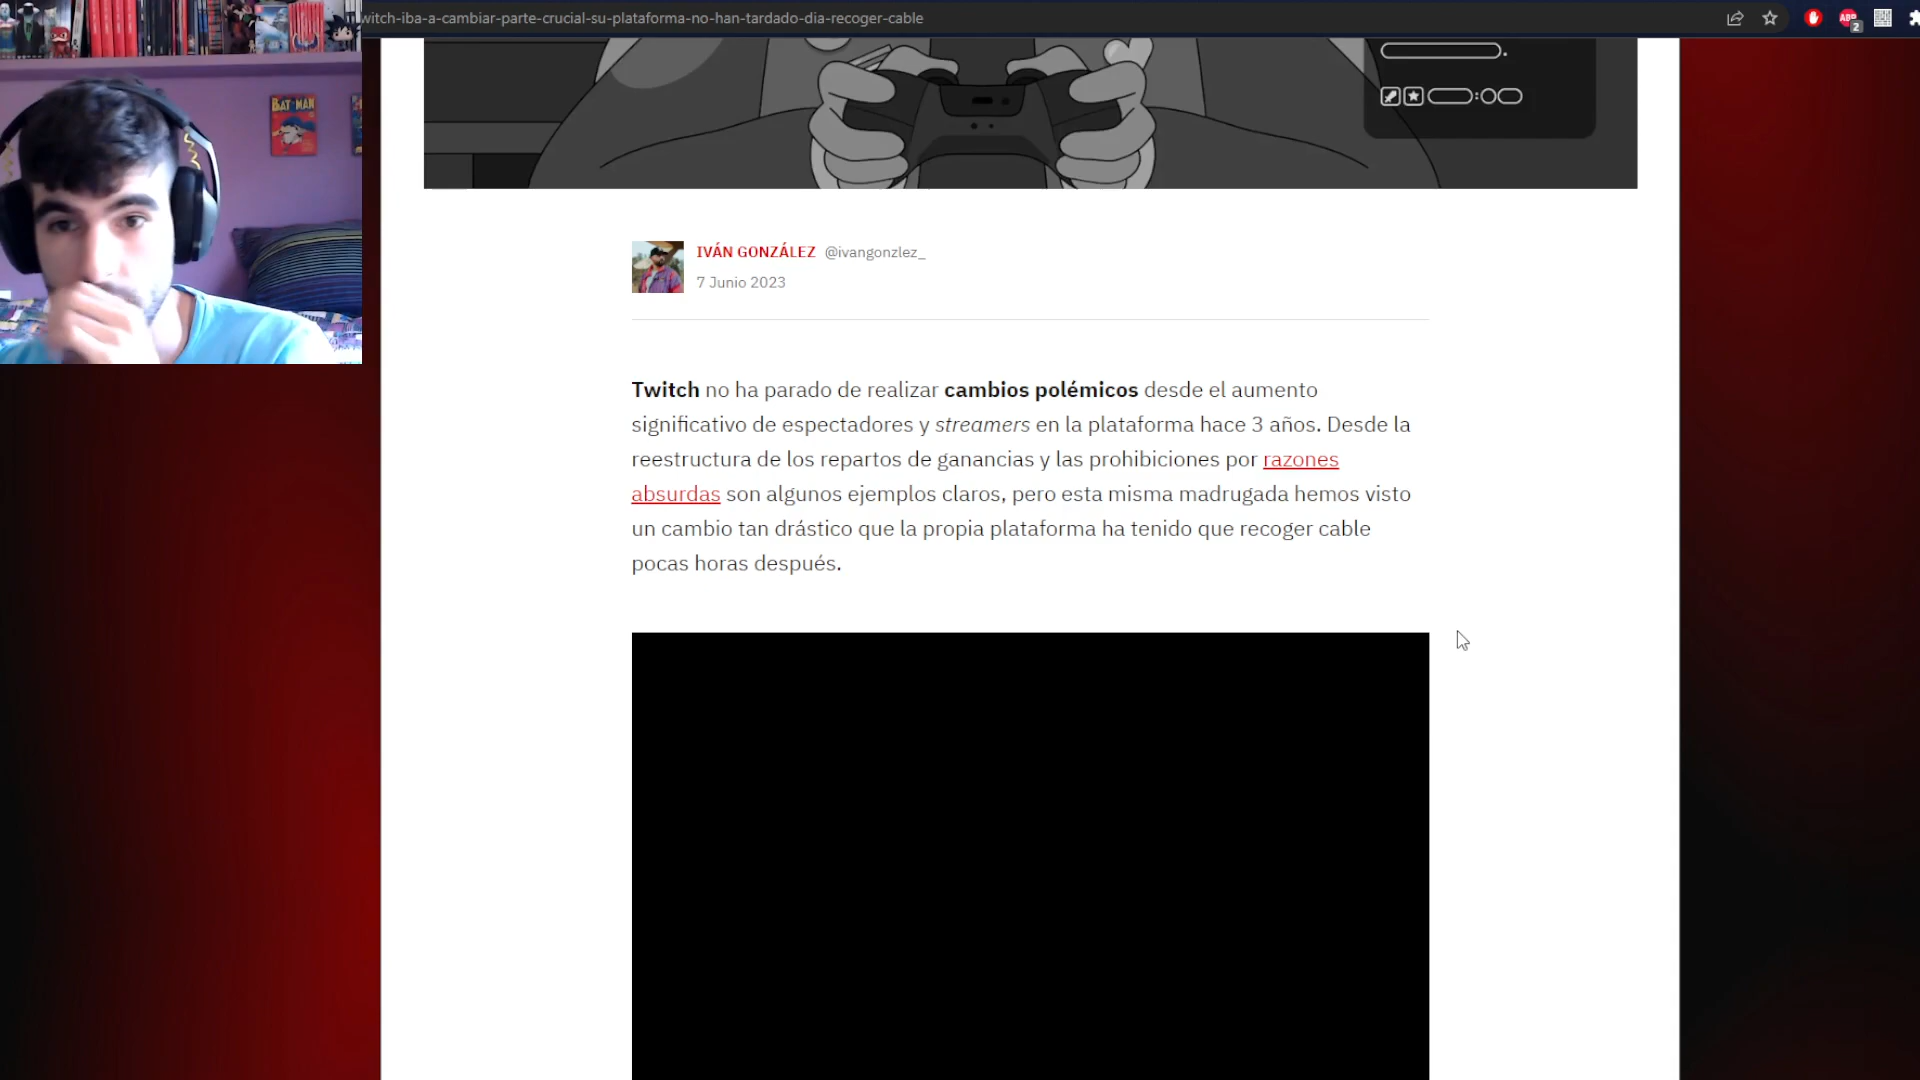 witch-iba-a-cambiar-parte-crucial-su-plataforma-no-han-tardado-dia-recoger-cable
ABP
2
BATMAN
IVÁN GONZÁLEZ @ivangonzlez_
7 Junio 2023
Twitch no ha parado de realizar cambios polémicos desde el aumento
significativo de espectadores y streamers en la plataforma hace 3 años. Desde la
reestructura de los repartos de ganancias y las prohibiciones por razones
absurdas son algunos ejemplos claros, pero esta misma madrugada hemos visto
un cambio tan drástico que la propia plataforma ha tenido que recoger cable
pocas horas después.